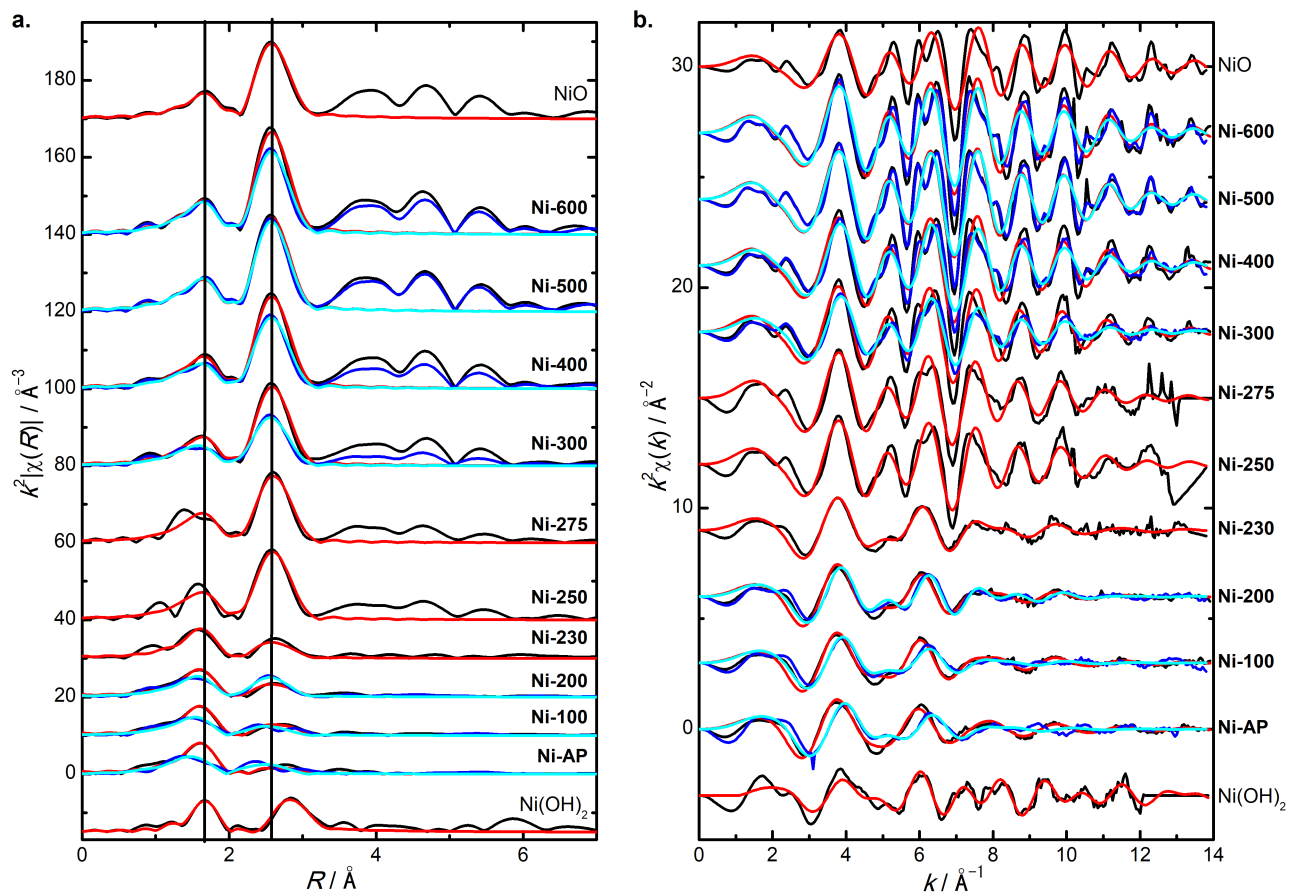 a.
k²|χ(R)| / Å⁻³
180
160
140
120
100
80
60
40
20
0
NiO
Ni-600
Ni-500
Ni-400
Ni-300
Ni-275
Ni-250
Ni-230
Ni-200
Ni-100
Ni-AP
Ni(OH)₂
0 2 4 6
R / Å
b.
k²χ(k) / Å⁻²
30
20
10
0
NiO
Ni-600
Ni-500
Ni-400
Ni-300
Ni-275
Ni-250
Ni-230
Ni-200
Ni-100
Ni-AP
Ni(OH)₂
0 2 4 6 8 10 12 14
k / Å⁻¹